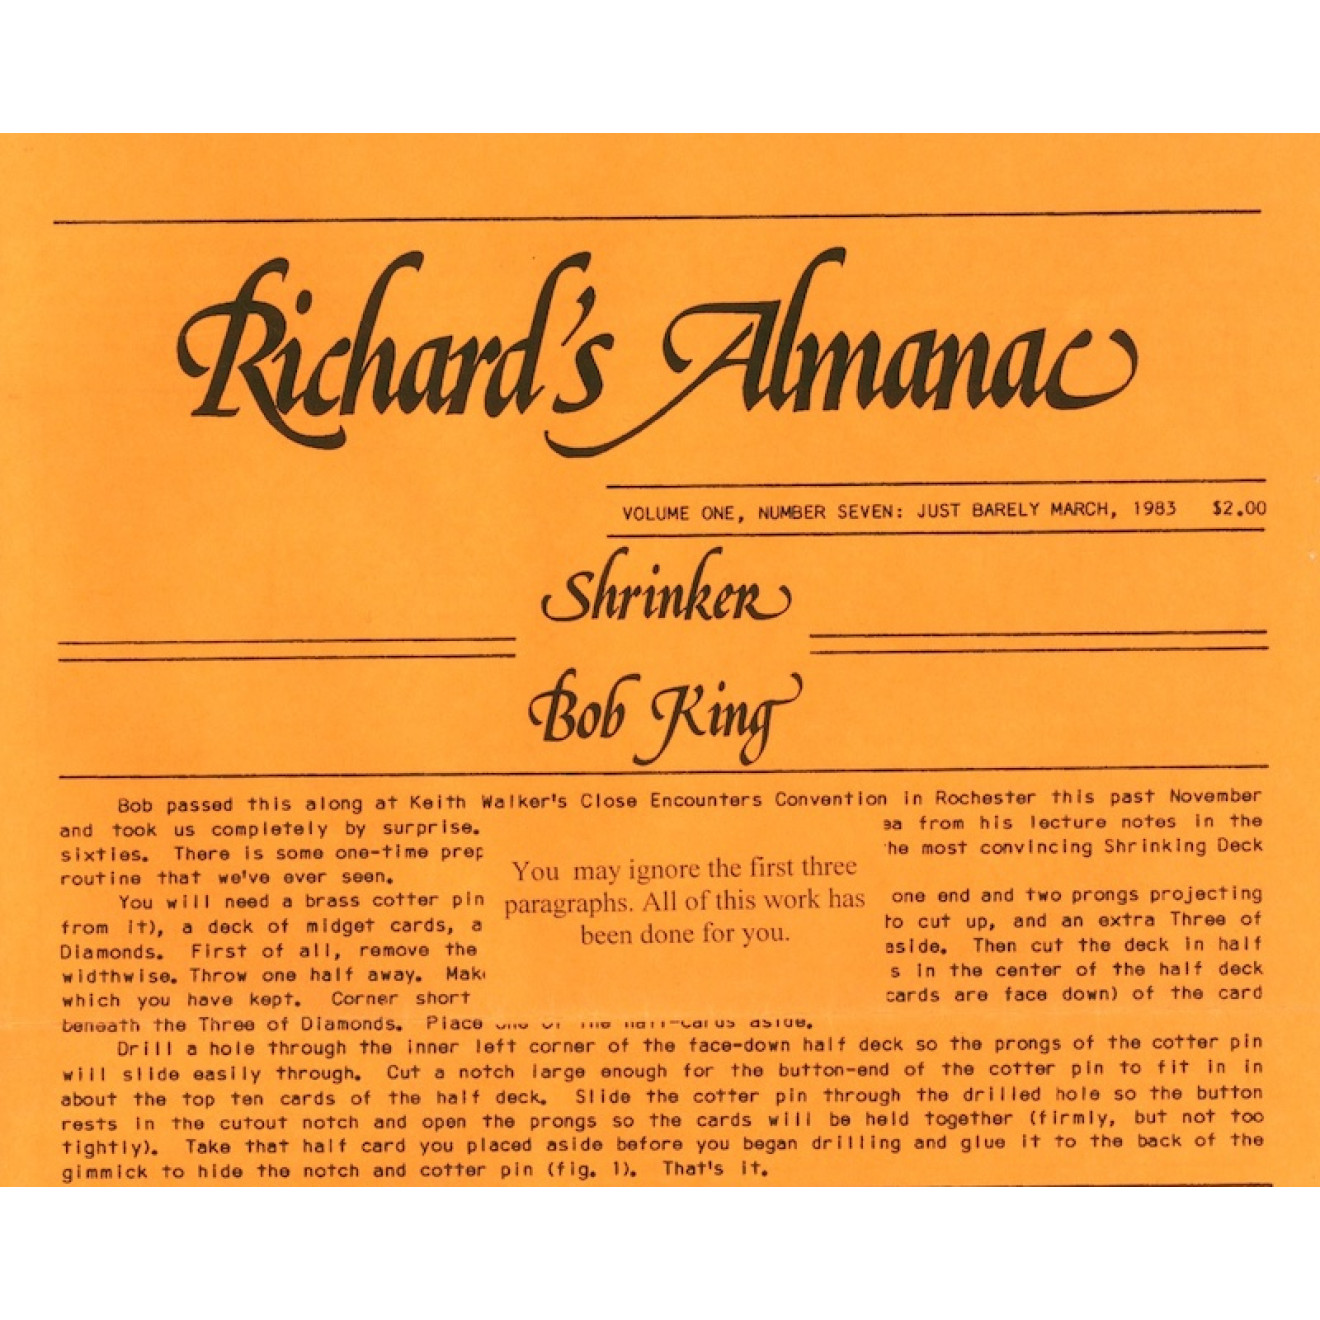 Richard's Almanac
VOLUME ONE, NUMBER SEVEN: JUST BARELY MARCH, 1983 $2.00
Shrinker
Bob King
Bob passed this along at Keith Walker's Close Encounters Convention in Rochester this past November
and took us completely by surprise. from his lecture notes in the
sixties. There is some one-time most convincing Shrinking Deck
routine that we've ever seen.
You may ignore the first three
paragraphs. All of this work has
been done for you.
You will need a brass cotter pin one end and two prongs projecting
from it), a deck of midget cards, a to cut up, and an extra Three of
Diamonds. First of all, remove the aside. Then cut the deck in half
widthwise. Throw one half away. in the center of the half deck
which you have kept. Corner short cards are face down) of the card
beneath the Three of Diamonds. Place one of the half-cards aside.
Drill a hole through the inner left corner of the face-down half deck so the prongs of the cotter pin
will slide easily through. Cut a notch large enough for the button-end of the cotter pin to fit in in
about the top ten cards of the half deck. Slide the cotter pin through the drilled hole so the button
rests in the cutout notch and open the prongs so the cards will be held together (firmly, but not too
tightly). Take that half card you placed aside before you began drilling and glue it to the back of the
gimmick to hide the notch and cotter pin (fig. 1). That's it.